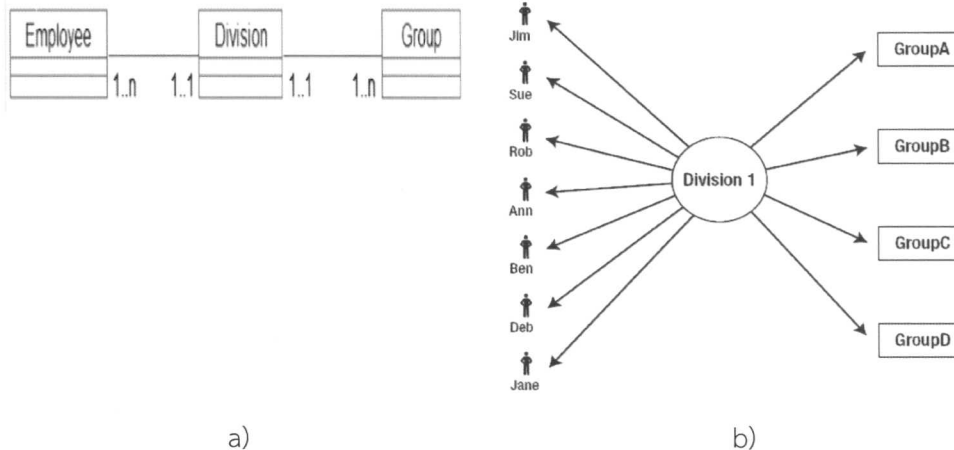 Employee
Division
Group
1..n
1..1
1..1
1..n
a)
Jim
Sue
Rob
Ann
Ben
Deb
Jane
Division 1
GroupA
GroupB
GroupC
GroupD
b)